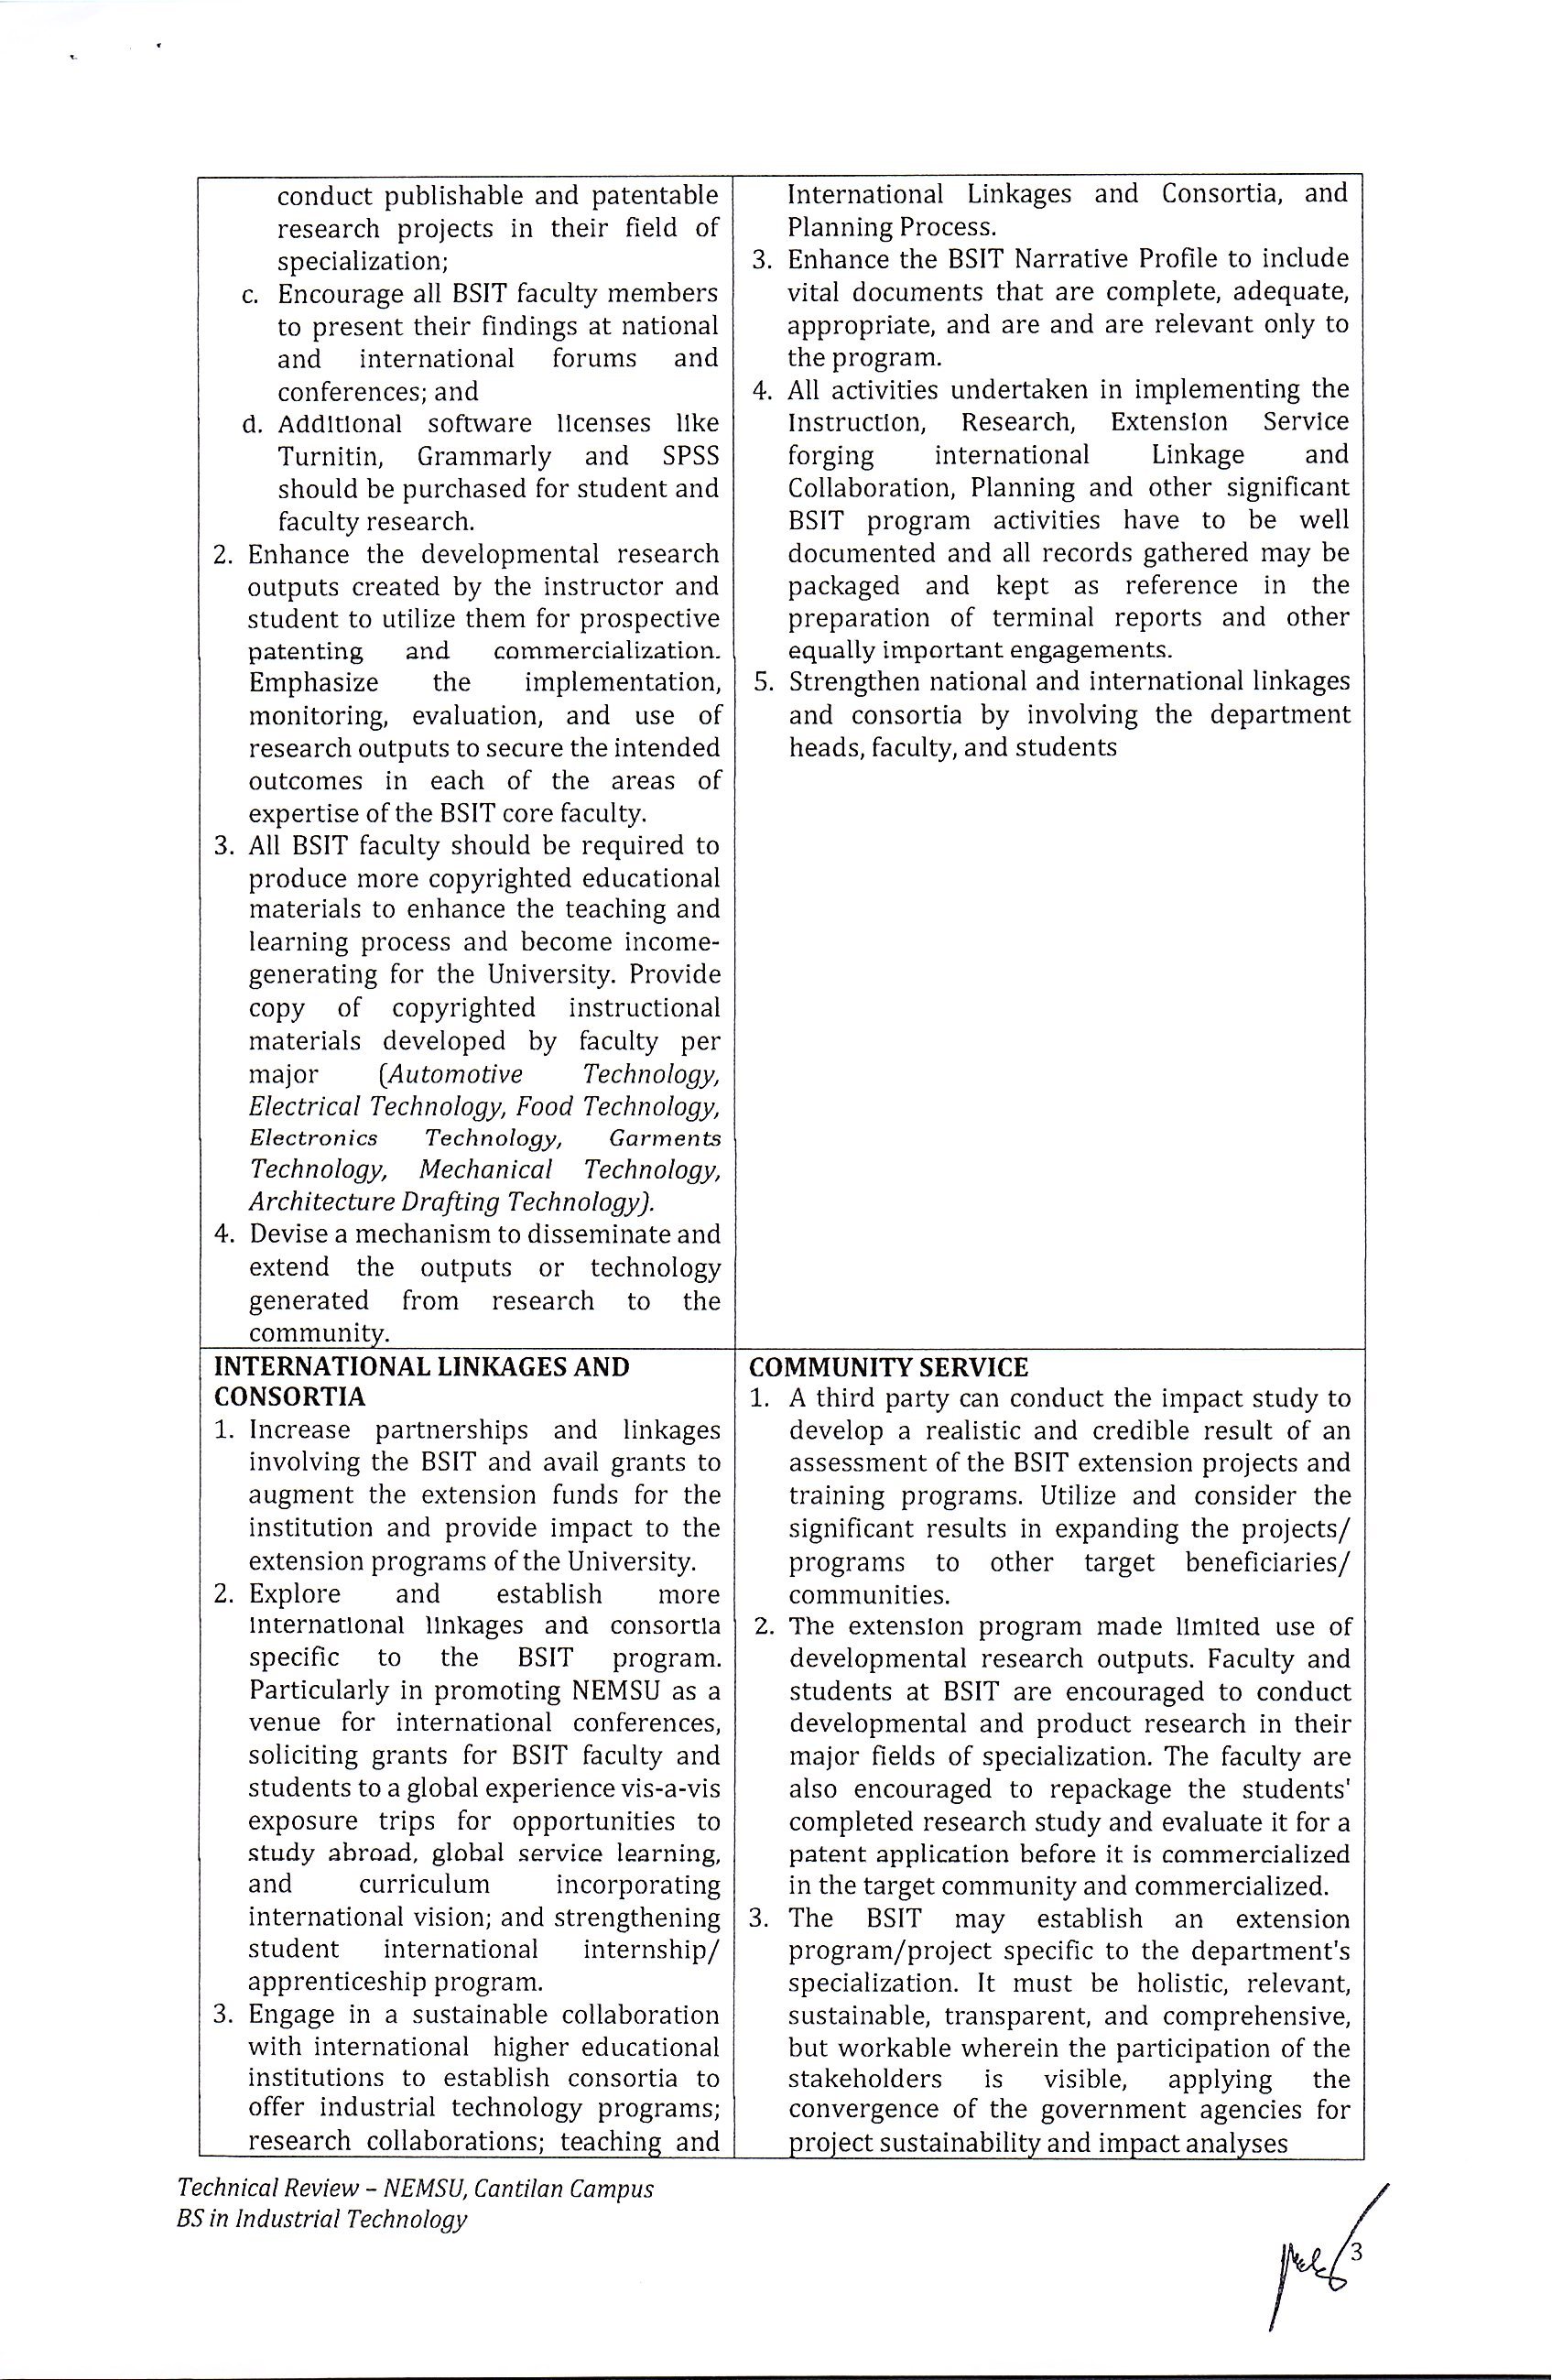 conduct publishable and patentable
research projects in their field of
specialization;
c. Encourage all BSIT faculty members
to present their findings at national
and international forums and
conferences; and
d. Additional software licenses like
Turnitin, Grammarly and SPSS
should be purchased for student and
faculty research.
2. Enhance the developmental research
outputs created by the instructor and
student to utilize them for prospective
patenting and commercialization.
Emphasize the implementation,
monitoring, evaluation, and use of
research outputs to secure the intended
outcomes in each of the areas of
expertise of the BSIT core faculty.
3. All BSIT faculty should be required to
produce more copyrighted educational
materials to enhance the teaching and
learning process and become income-
generating for the University. Provide
copy of copyrighted instructional
materials developed by faculty per
major (Automotive Technology,
Electrical Technology, Food Technology,
Electronics Technology, Garments
Technology, Mechanical Technology,
Architecture Drafting Technology).
4. Devise a mechanism to disseminate and
extend the outputs or technology
generated from research to the
community.
International Linkages and Consortia, and
Planning Process.
3. Enhance the BSIT Narrative Profile to include
vital documents that are complete, adequate,
appropriate, and are and are relevant only to
the program.
4. All activities undertaken in implementing the
Instruction, Research, Extension Service
forging international Linkage and
Collaboration, Planning and other significant
BSIT program activities have to be well
documented and all records gathered may be
packaged and kept as reference in the
preparation of terminal reports and other
equally important engagements.
5. Strengthen national and international linkages
and consortia by involving the department
heads, faculty, and students
INTERNATIONAL LINKAGES AND
CONSORTIA
1. Increase partnerships and linkages
involving the BSIT and avail grants to
augment the extension funds for the
institution and provide impact to the
extension programs of the University.
2. Explore and establish more
international linkages and consortia
specific to the BSIT program.
Particularly in promoting NEMSU as a
venue for international conferences,
soliciting grants for BSIT faculty and
students to a global experience vis-a-vis
exposure trips for opportunities to
study abroad, global service learning,
and curriculum incorporating
international vision; and strengthening
student international internship/
apprenticeship program.
3. Engage in a sustainable collaboration
with international higher educational
institutions to establish consortia to
offer industrial technology programs;
research collaborations; teaching and
COMMUNITY SERVICE
1. A third party can conduct the impact study to
develop a realistic and credible result of an
assessment of the BSIT extension projects and
training programs. Utilize and consider the
significant results in expanding the projects/
programs to other target beneficiaries/
communities.
2. The extension program made limited use of
developmental research outputs. Faculty and
students at BSIT are encouraged to conduct
developmental and product research in their
major fields of specialization. The faculty are
also encouraged to repackage the students'
completed research study and evaluate it for a
patent application before it is commercialized
in the target community and commercialized.
3. The BSIT may establish an extension
program/project specific to the department's
specialization. It must be holistic, relevant,
sustainable, transparent, and comprehensive,
but workable wherein the participation of the
stakeholders is visible, applying the
convergence of the government agencies for
project sustainability and impact analyses
Technical Review – NEMSU, Cantilan Campus
BS in Industrial Technology
3